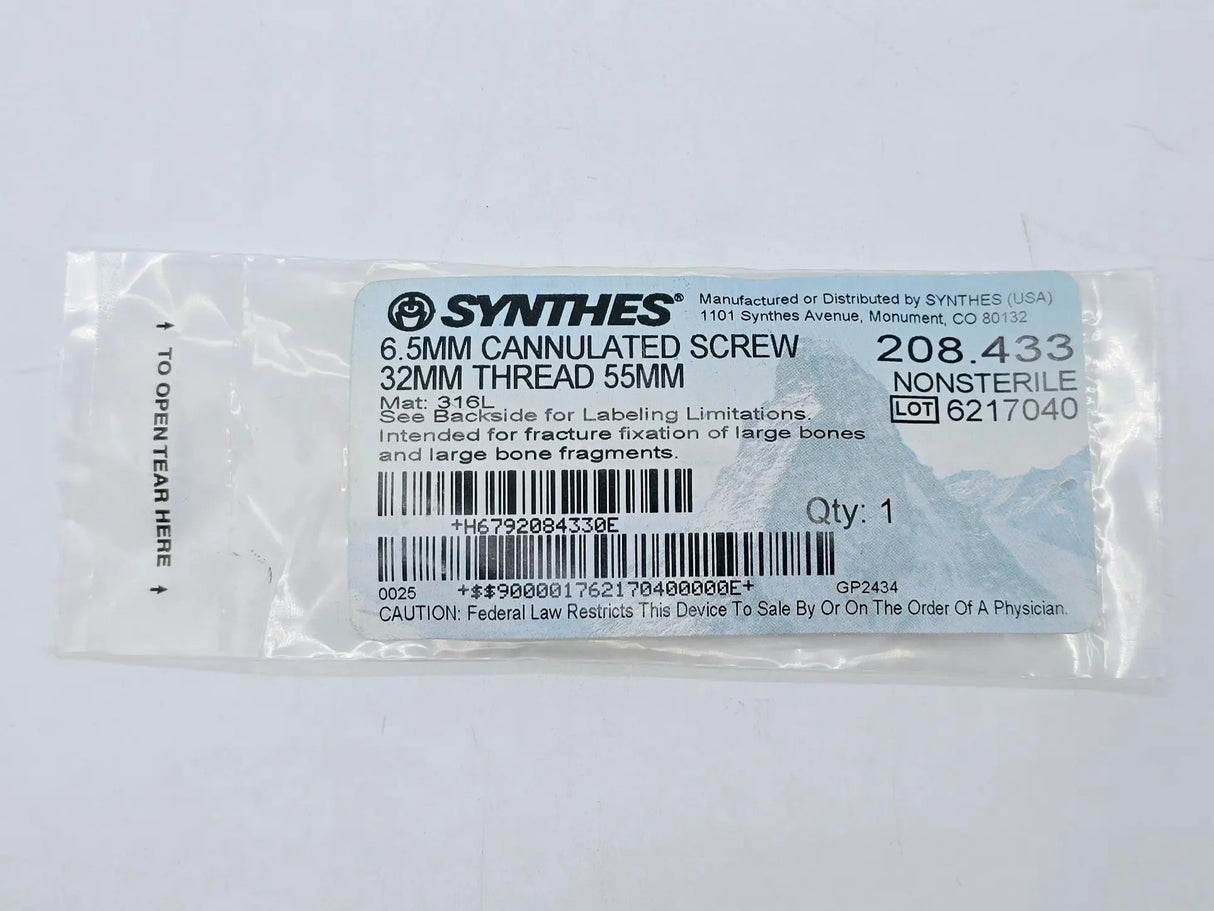 ↑ TO OPEN TEAR HERE ↑
SYNTHES®
Manufactured or Distributed by SYNTHES (USA)
1101 Synthes Avenue, Monument, CO 80132
6.5MM CANNULATED SCREW
32MM THREAD 55MM
208.433
NONSTERILE
LOT 6217040
Mat: 316L
See Backside for Labeling Limitations.
Intended for fracture fixation of large bones
and large bone fragments.
Qty: 1
+H6792084330E
0025 +$$900001762170400000E+ GP2434
CAUTION: Federal Law Restricts This Device To Sale By Or On The Order Of A Physician.